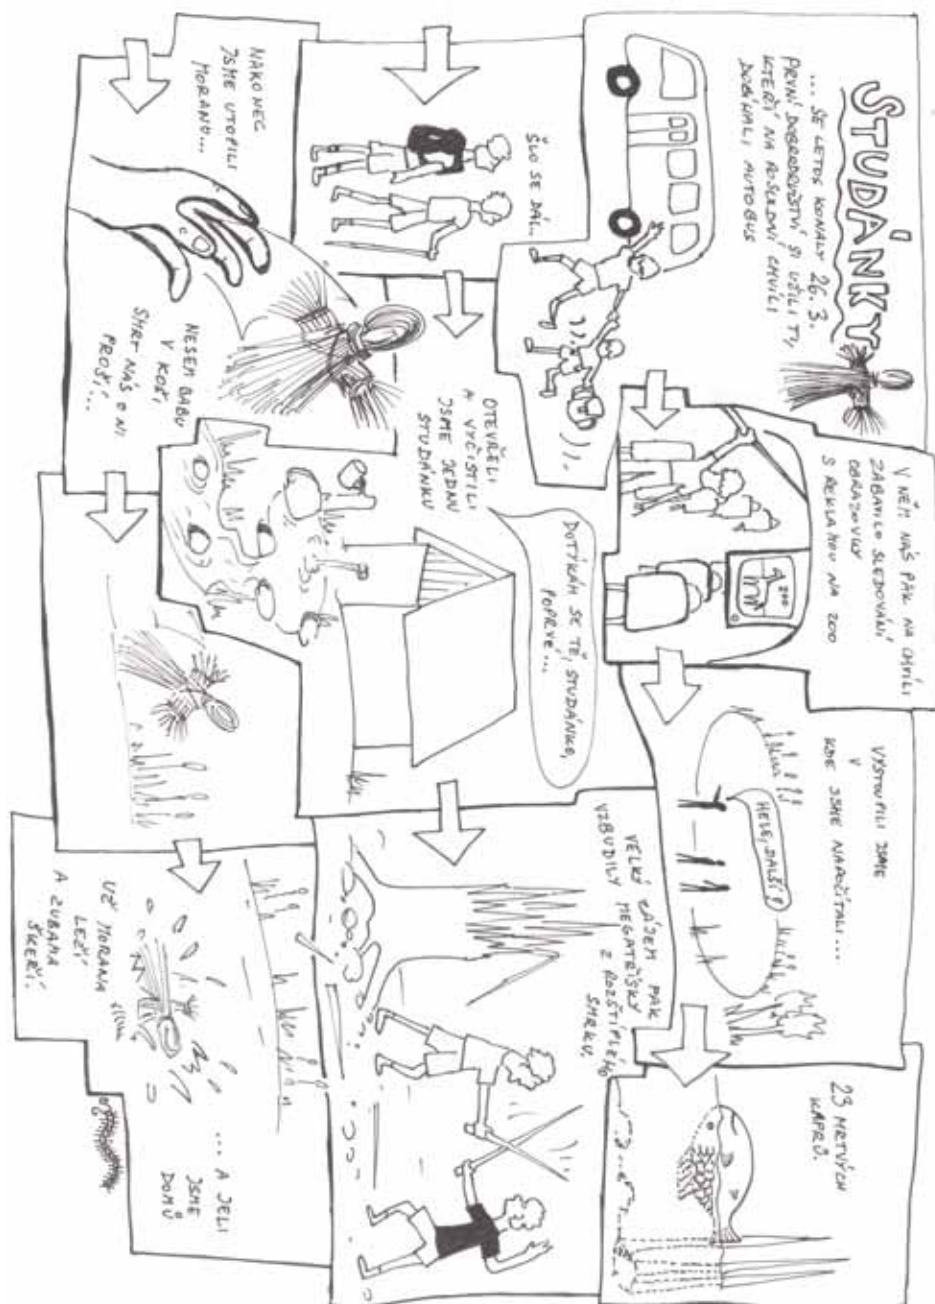 STUDÁNKY
... SE LETOS KONALY 26.3.
PRVNÍ DOBRODRUŽSTVÍ SI UŽILI TI,
KTEŘÍ NA POSLEDNÍ CHVÍLI
DOBÍHALI AUTOBUS
V NĚM NÁS PAK NA CHVÍLI
ZABAVILO SLEDOVÁNÍ
OBRAZOVKY
S REKLAMOU NA ZOO
ZOO
VYSTOUPILI JSME
V
KDE JSME NAPOČÍTALI...
HELE, DALŠÍ!
23 MRTVÝCH
KAPRŮ.
ŠLO SE DÁL..
OTEVŘELI
A VYČISTILI
JSME JEDNU
STUDÁNKU
DOTÝKÁM SE TĚ, STUDÁNKO,
POPRVÉ...
VELKÝ ZÁJEM PAK
VZBUDILY MEGATŘÍSKY
Z ROZŠTÍPLÉHO
SMRKU.
NAKONEC
JSME UTOPILI
MORANU...
NESEM BABU
V KOŠI,
SMRT NÁS O NI
PROSÍ...
UŽ MORANA
LEŽÍ
A ZUBAMA
ŠKEŘÍ.
... A JELI
JSME
DOMŮ